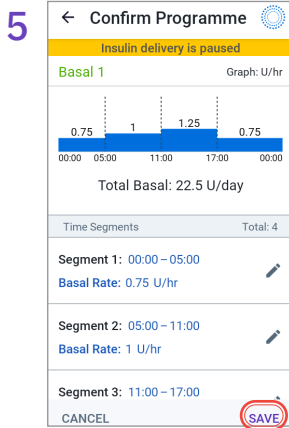 5
Confirm Programme
Insulin delivery is paused
Basal 1 Graph: U/hr
0.75 1 1.25 0.75
00:00 05:00 11:00 17:00 00:00
Total Basal: 22.5 U/day
Time Segments Total: 4
Segment 1: 00:00 – 05:00
Basal Rate: 0.75 U/hr
Segment 2: 05:00 – 11:00
Basal Rate: 1 U/hr
Segment 3: 11:00 – 17:00
CANCEL SAVE